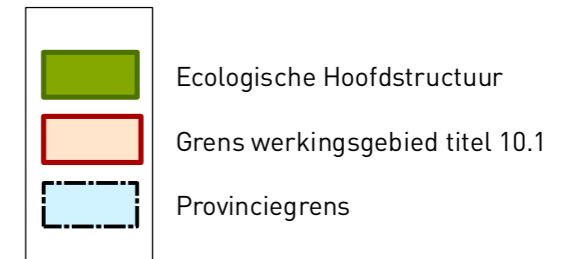 Ecologische Hoofdstructuur
Grens werkingsgebied titel 10.1
Provinciegrens